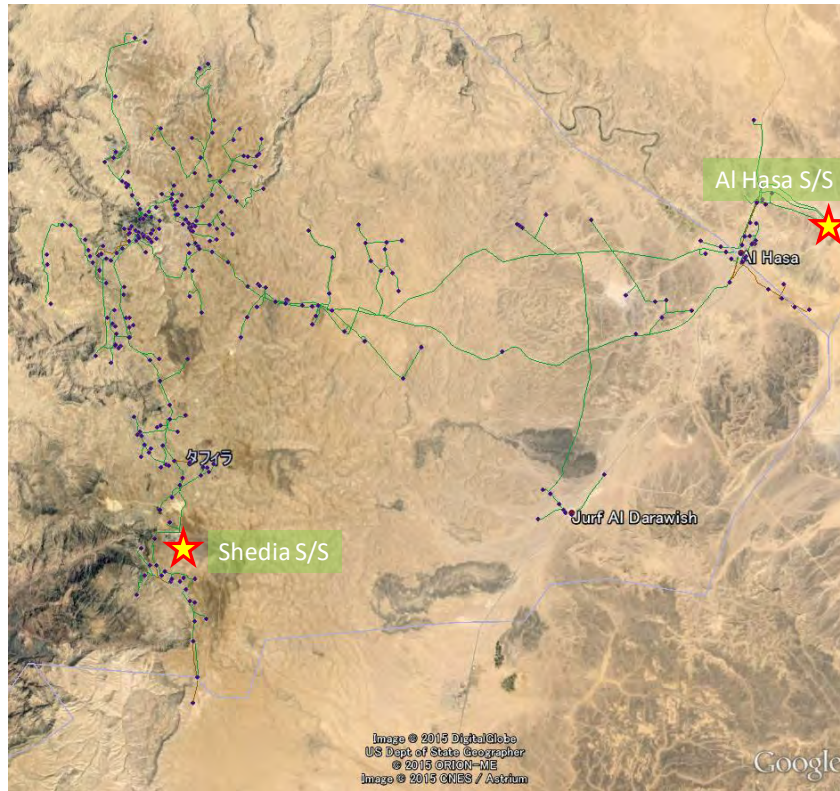 Al Hasa S/S
Al Hasa
タフィラ
Jurf Al Darawish
Shedia S/S
Image © 2015 DigitalGlobe
US Dept of State Geographer
© 2015 ORION-ME
Image © 2015 CNES / Astrium
Google